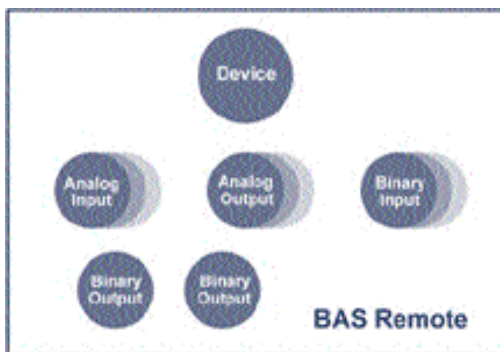 Device
Analog
Input
Analog
Output
Binary
Input
Binary
Output
Binary
Output
BAS Remote